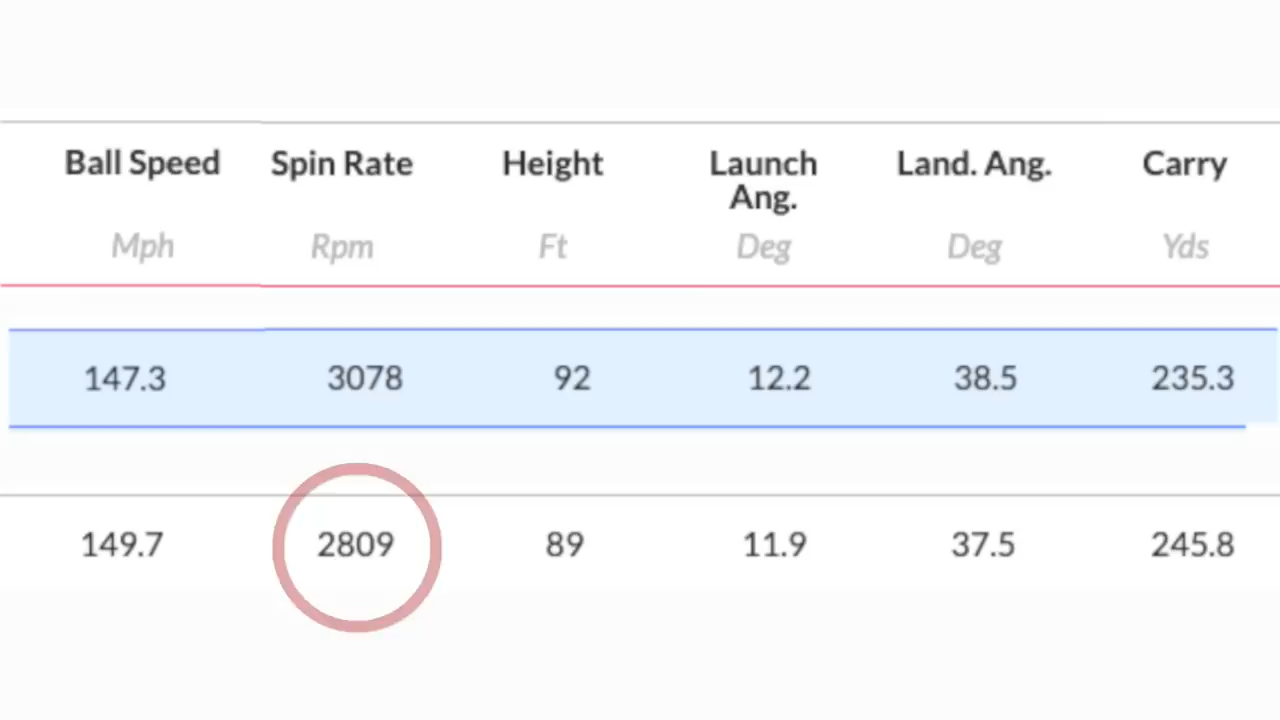 Ball Speed Spin Rate Height Launch Ang. Land. Ang. Carry
Mph Rpm Ft Deg Deg Yds
147.3 3078 92 12.2 38.5 235.3
149.7 2809 89 11.9 37.5 245.8